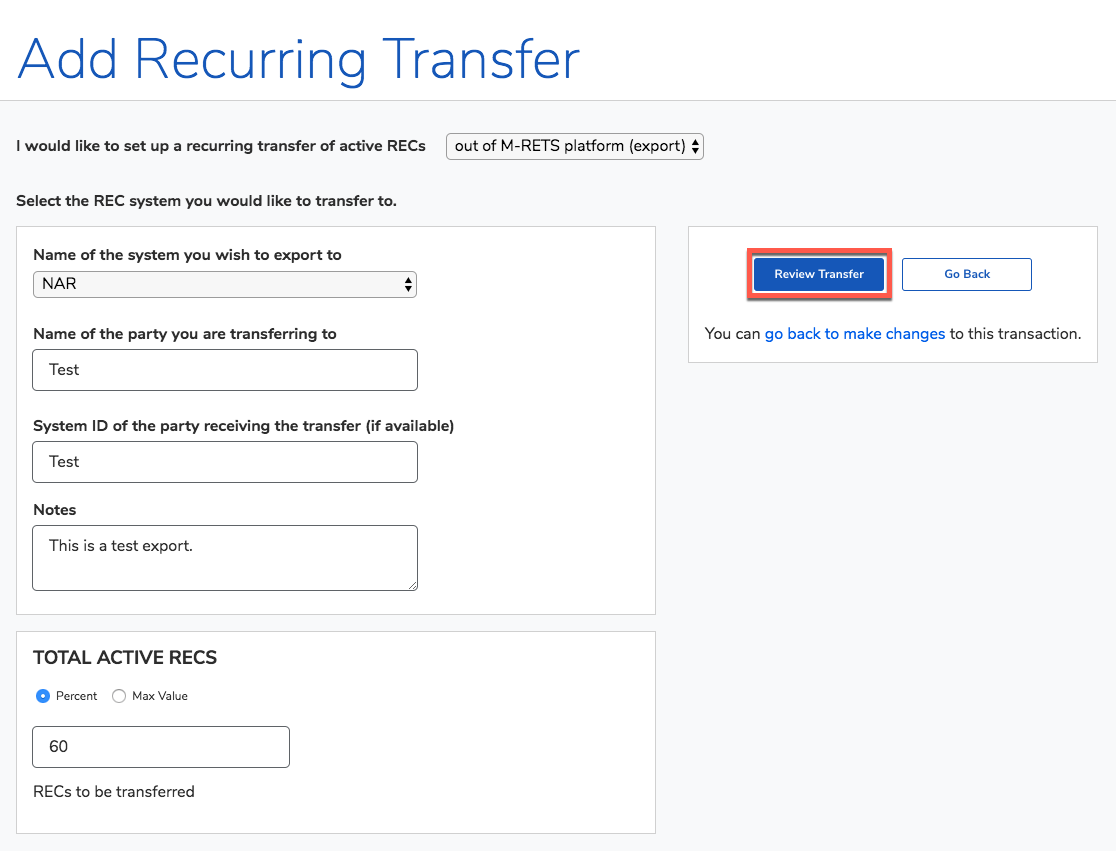 Add Recurring Transfer
I would like to set up a recurring transfer of active RECs
out of M-RETS platform (export)
Select the REC system you would like to transfer to.
Name of the system you wish to export to
NAR
Name of the party you are transferring to
Test
System ID of the party receiving the transfer (if available)
Test
Notes
This is a test export.
Review Transfer
Go Back
You can go back to make changes to this transaction.
TOTAL ACTIVE RECS
Percent
Max Value
60
RECs to be transferred